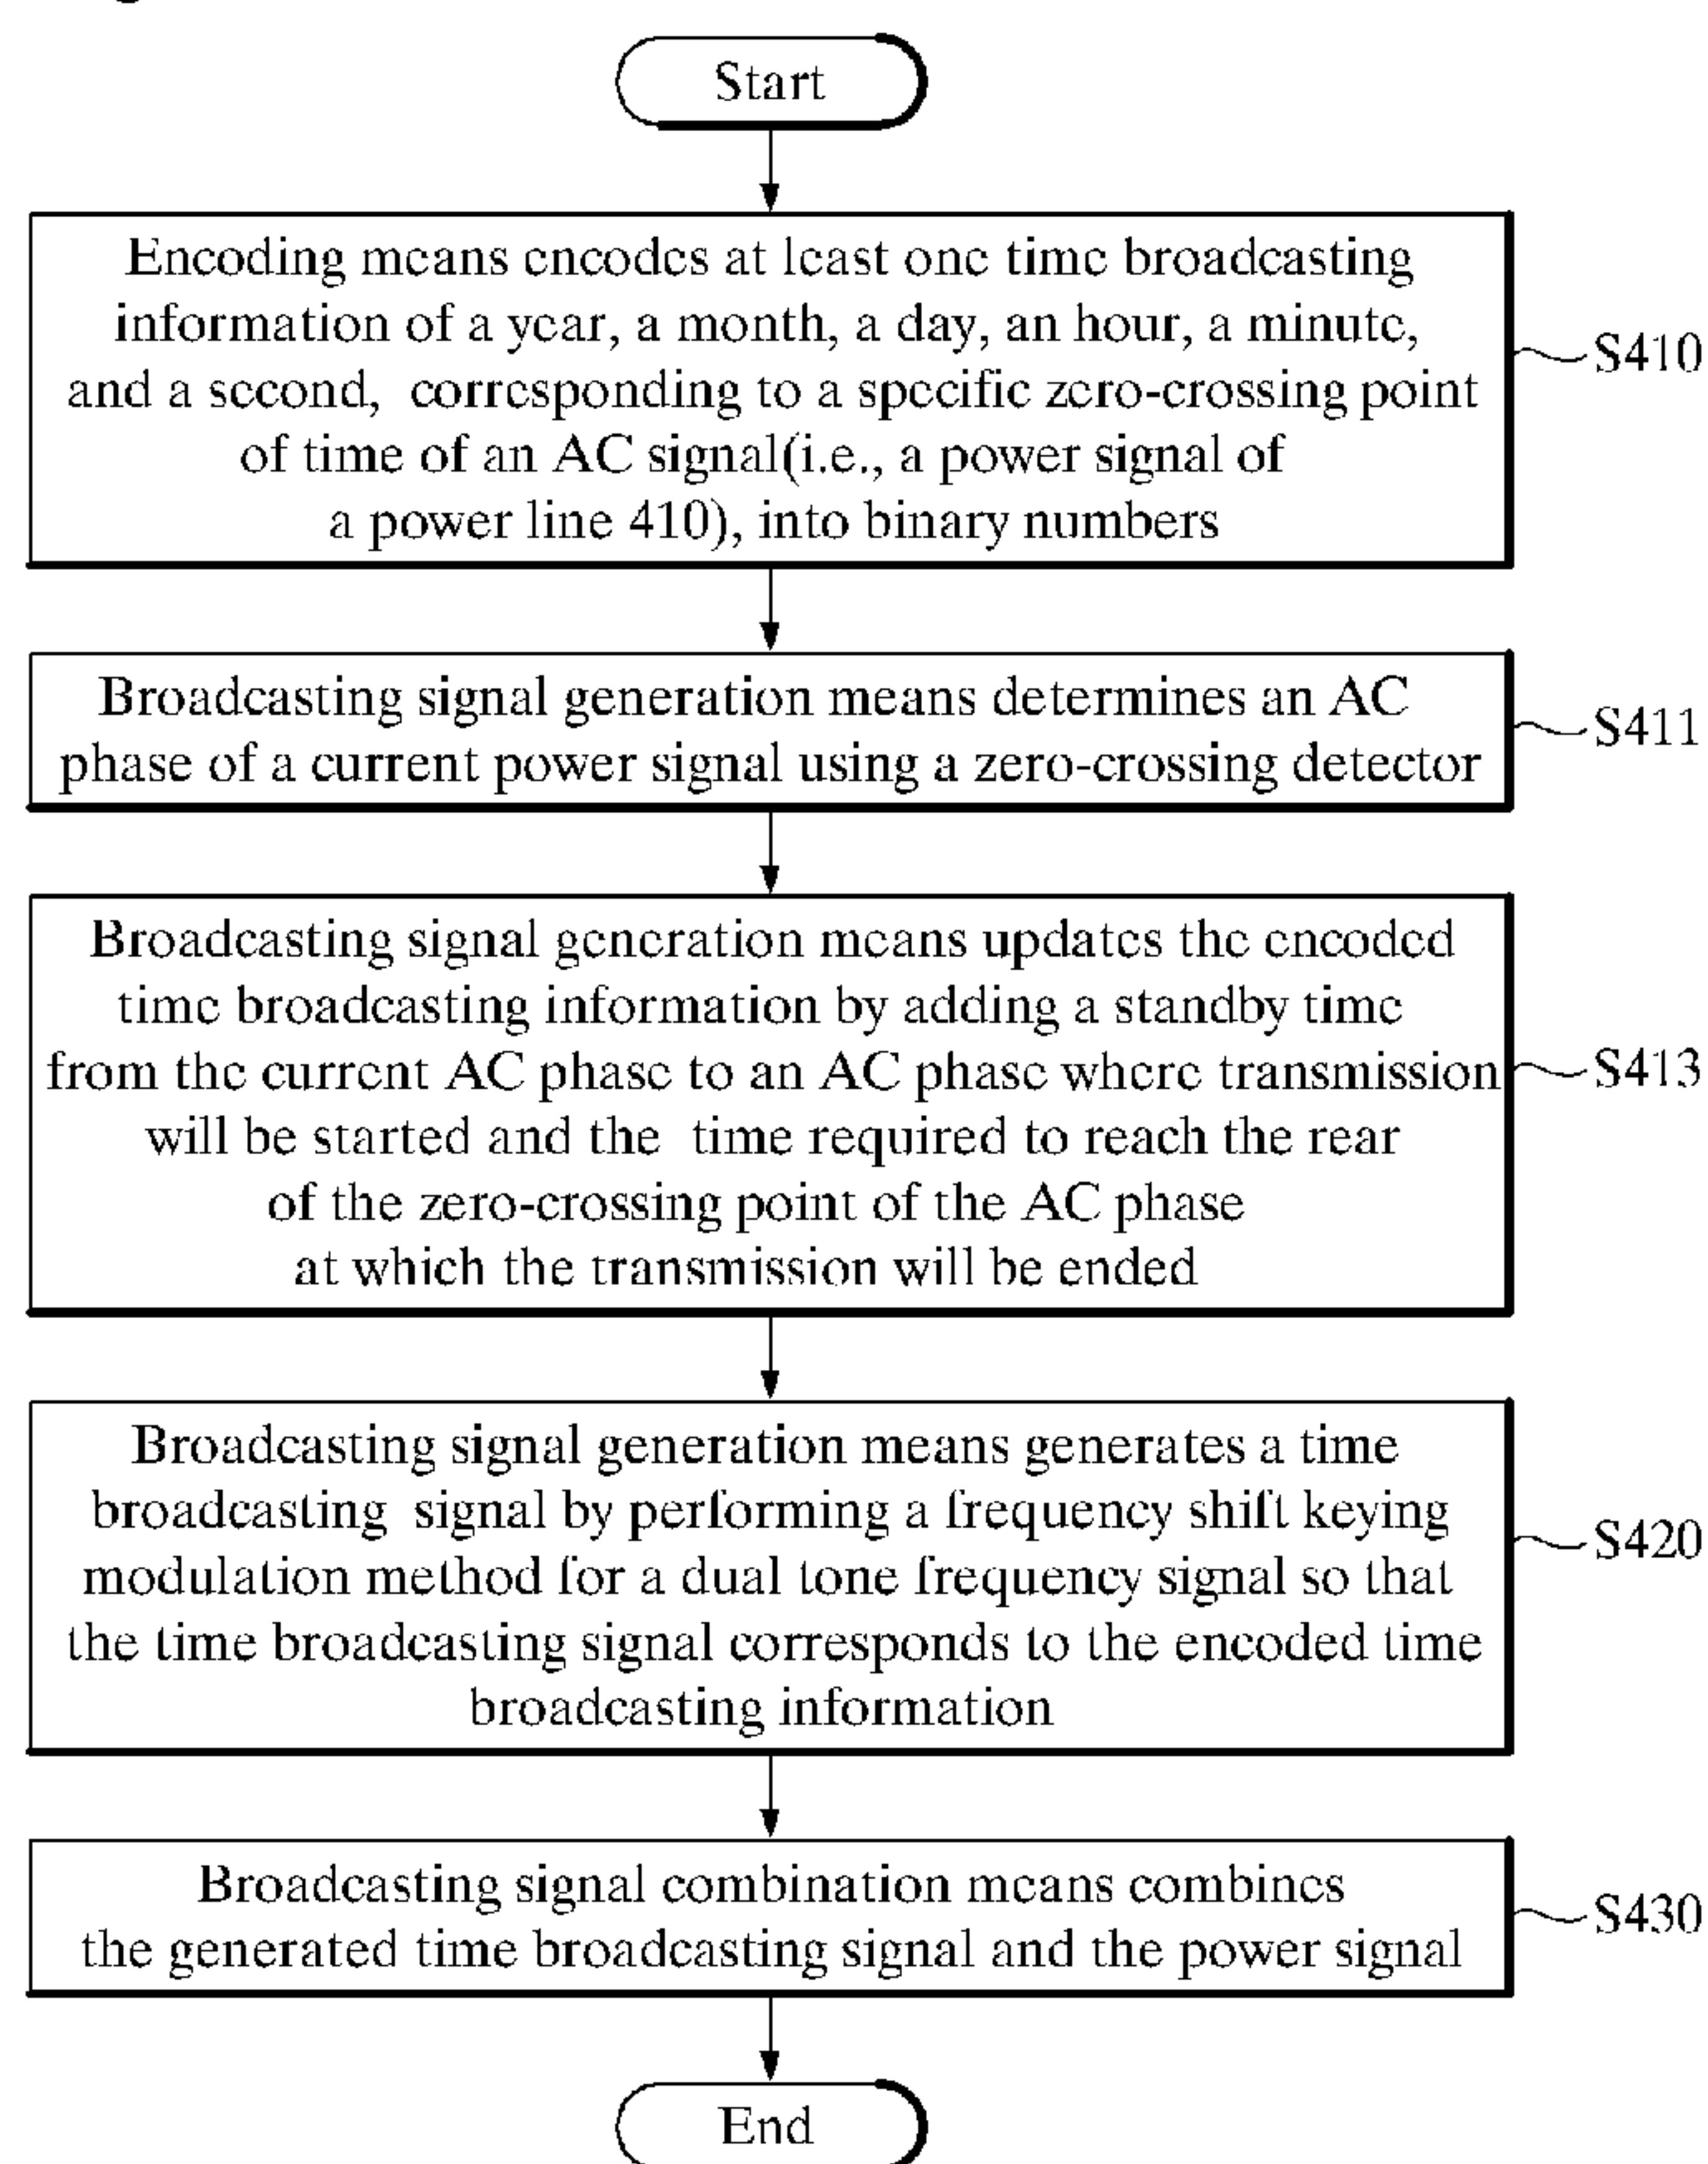 Start
Encoding means encodes at least one time broadcasting
information of a year, a month, a day, an hour, a minute,
and a second, corresponding to a specific zero-crossing point
of time of an AC signal(i.e., a power signal of
a power line 410), into binary numbers
S410
Broadcasting signal generation means determines an AC
phase of a current power signal using a zero-crossing detector
S411
Broadcasting signal generation means updates the encoded
time broadcasting information by adding a standby time
from the current AC phase to an AC phase where transmission
will be started and the time required to reach the rear
of the zero-crossing point of the AC phase
at which the transmission will be ended
S413
Broadcasting signal generation means generates a time
broadcasting signal by performing a frequency shift keying
modulation method for a dual tone frequency signal so that
the time broadcasting signal corresponds to the encoded time
broadcasting information
S420
Broadcasting signal combination means combines
the generated time broadcasting signal and the power signal
S430
End